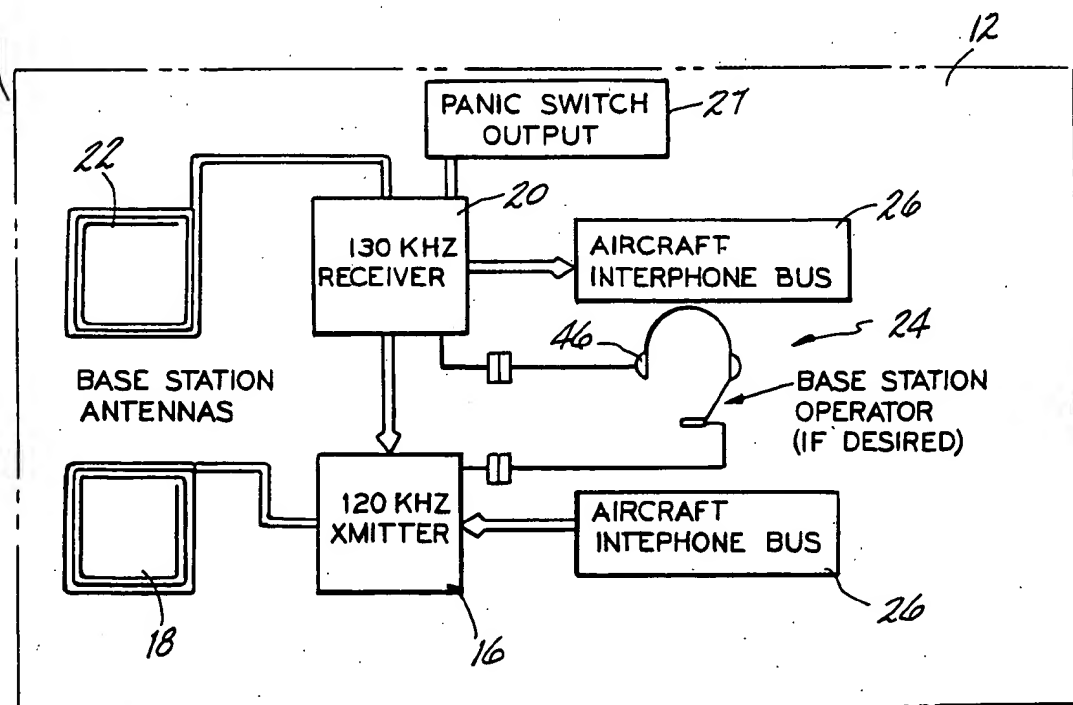 12
PANIC SWITCH
OUTPUT
27
22
20
26
130 KHZ
RECEIVER
AIRCRAFT
INTERPHONE BUS
46
24
BASE STATION
ANTENNAS
BASE STATION
OPERATOR
(IF DESIRED)
120 KHZ
XMITTER
AIRCRAFT
INTEPHONE BUS
18
16
26